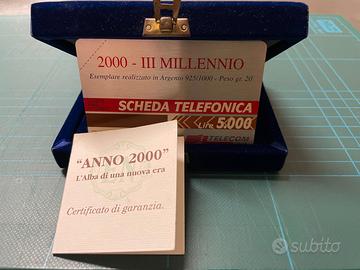 2000 - III MILLENNIO
Esemplare realizzato in Argento 925/1000 - Peso gr. 20
SCHEDA TELEFONICA
Life 5.000
TELECOM
"ANNO 2000"
L'Alba di una nuova era
Certificato di garanzia.
subito